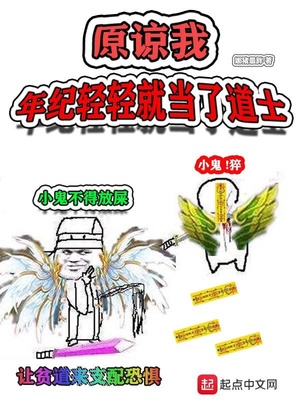 原谅我
年纪轻轻就当了道士
小鬼！猝
小鬼不得放屎
让贫道来支配恐惧
起点中文网